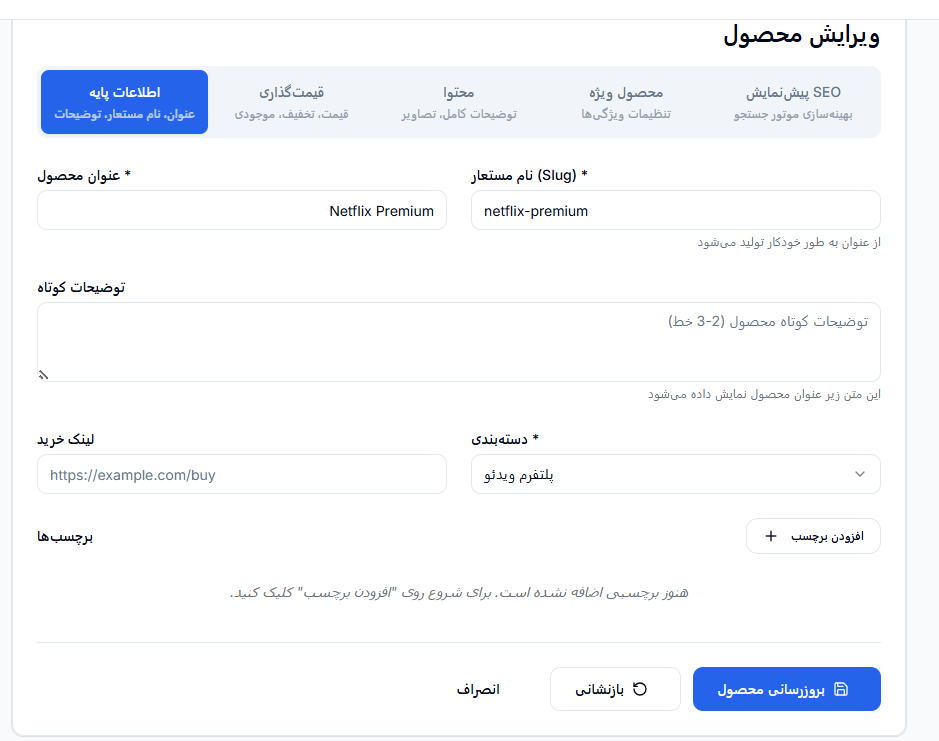 ویرایش محصول
اطلاعات پایه
عنوان، نام مستعار، توضیحات
قیمت‌گذاری
قیمت، تخفیف، موجودی
محتوا
توضیحات کامل، تصاویر
محصول ویژه
تنظیمات ویژگی‌ها
پیش‌نمایش SEO
بهینه‌سازی موتور جستجو
عنوان محصول *
Netflix Premium
نام مستعار (Slug) *
netflix-premium
از عنوان به طور خودکار تولید می‌شود
توضیحات کوتاه
توضیحات کوتاه محصول (2-3 خط)
این متن زیر عنوان محصول نمایش داده می‌شود
لینک خرید
https://example.com/buy
دسته‌بندی *
پلتفرم ویدئو
برچسب‌ها
افزودن برچسب
هنوز برچسبی اضافه نشده است. برای شروع روی "افزودن برچسب" کلیک کنید.
انصراف
بازنشانی
بروزرسانی محصول